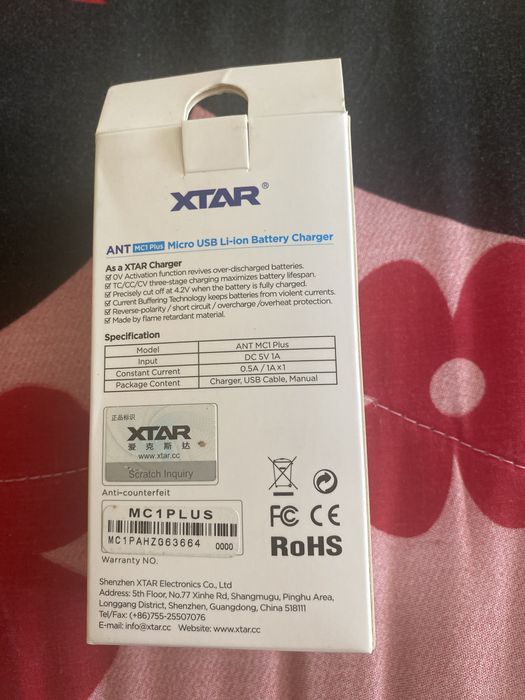 XTAR®
ANT MC1 Plus Micro USB Li-ion Battery Charger
As a XTAR Charger
☑ 0V Activation function revives over-discharged batteries.
☑ TC/CC/CV three-stage charging maximizes battery lifespan.
☑ Precisely cut off at 4.2V when the battery is fully charged.
☑ Current Buffering Technology keeps batteries from violent currents.
☑ Reverse-polarity / short circuit / overcharge /overheat protection.
☑ Made by flame retardant material.
Specification
Model ANT MC1 Plus
Input DC 5V 1A
Constant Current 0.5A / 1A×1
Package Content Charger, USB Cable, Manual
正品标识
XTAR
爱克斯达
www.xtar.cc
Scratch Inquiry
Anti-counterfeit
MC1PLUS
MC1PAHZG63664 0000
Warranty NO.
FC CE
RoHS
Shenzhen XTAR Electronics Co., Ltd
Address: 5th Floor, No.77 Xinhe Rd, Shangmugu, Pinghu Area,
Longgang District, Shenzhen, Guangdong, China 518111
Tel/Fax: (+86)755-25507076
E-mail: info@xtar.cc Website: www.xtar.cc